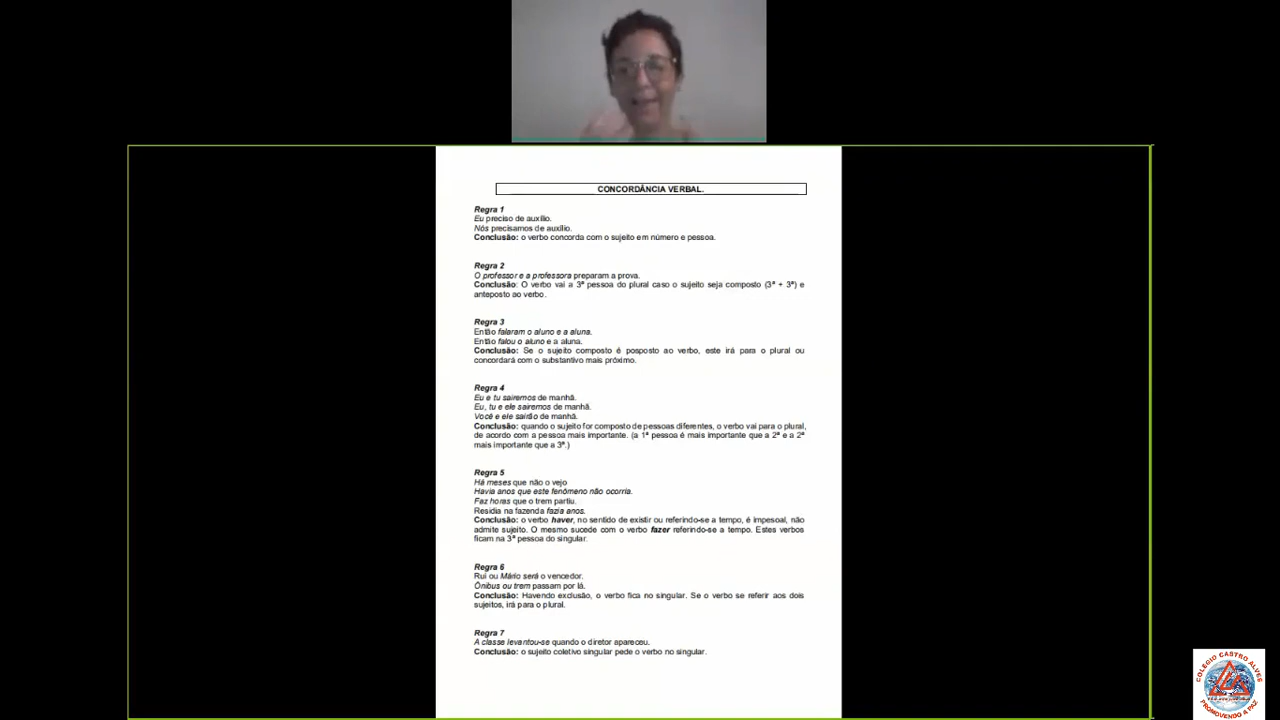 CONCORDÂNCIA VERBAL.
Regra 1
Eu preciso de auxílio.
Nós precisamos de auxílio.
Conclusão: o verbo concorda com o sujeito em número e pessoa.
Regra 2
O professor e a professora preparam a prova.
Conclusão: O verbo vai a 3ª pessoa do plural caso o sujeito seja composto (3ª + 3ª) e
anteposto ao verbo.
Regra 3
Então falaram o aluno e a aluna.
Então falou o aluno e a aluna.
Conclusão: Se o sujeito composto é posposto ao verbo, este irá para o plural ou
concordará com o substantivo mais próximo.
Regra 4
Eu e tu sairemos de manhã.
Eu, tu e ele sairemos de manhã.
Você e ele sairão de manhã.
Conclusão: quando o sujeito for composto de pessoas diferentes, o verbo vai para o plural,
de acordo com a pessoa mais importante. (a 1ª pessoa é mais importante que a 2ª e a 2ª
mais importante que a 3ª.)
Regra 5
Há meses que não o vejo
Havia anos que este fenômeno não ocorria.
Faz horas que o trem partiu.
Residia na fazenda fazia anos.
Conclusão: o verbo haver, no sentido de existir ou referindo-se a tempo, é impesoal, não
admite sujeito. O mesmo sucede com o verbo fazer referindo-se a tempo. Estes verbos
ficam na 3ª pessoa do singular.
Regra 6
Rui ou Mário será o vencedor.
Ônibus ou trem passam por lá.
Conclusão: Havendo exclusão, o verbo fica no singular. Se o verbo se referir aos dois
sujeitos, irá para o plural.
Regra 7
A classe levantou-se quando o diretor apareceu.
Conclusão: o sujeito coletivo singular pede o verbo no singular.
COLÉGIO CASTRO ALVES
PROMOVENDO A PAZ